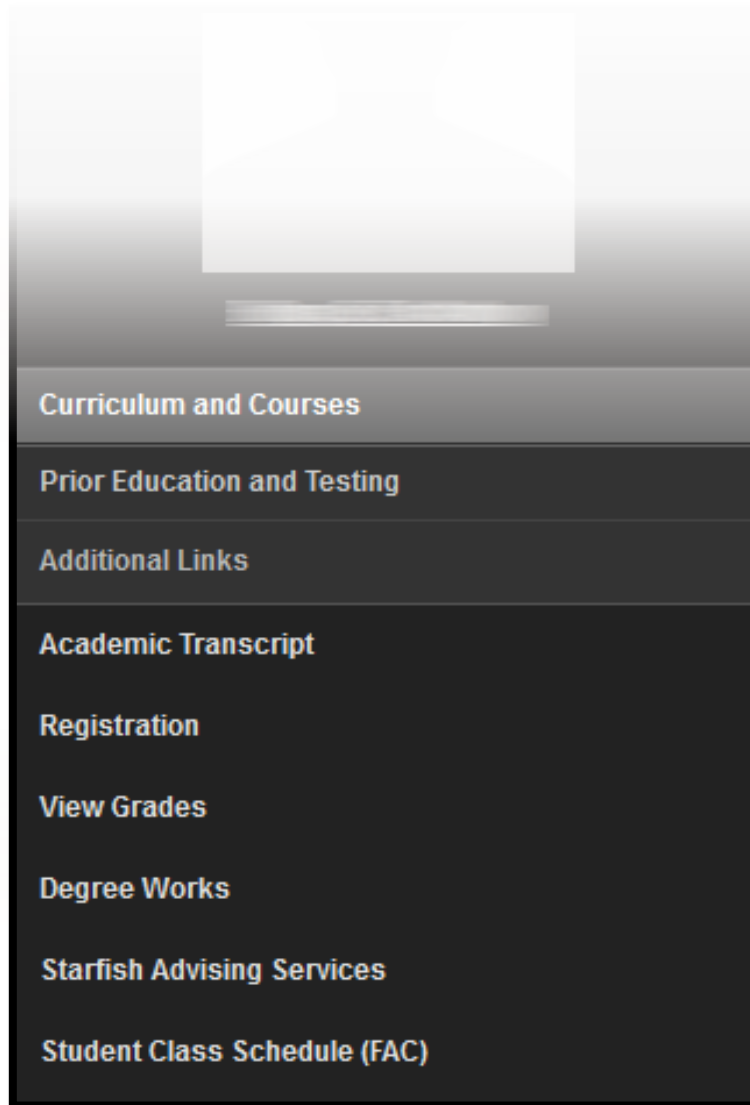 Curriculum and Courses
Prior Education and Testing
Additional Links
Academic Transcript
Registration
View Grades
Degree Works
Starfish Advising Services
Student Class Schedule (FAC)